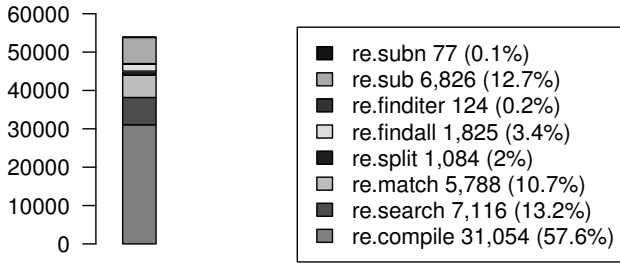 60000
50000
40000
30000
20000
10000
0
re.subn 77 (0.1%)
re.sub 6,826 (12.7%)
re.finditer 124 (0.2%)
re.findall 1,825 (3.4%)
re.split 1,084 (2%)
re.match 5,788 (10.7%)
re.search 7,116 (13.2%)
re.compile 31,054 (57.6%)